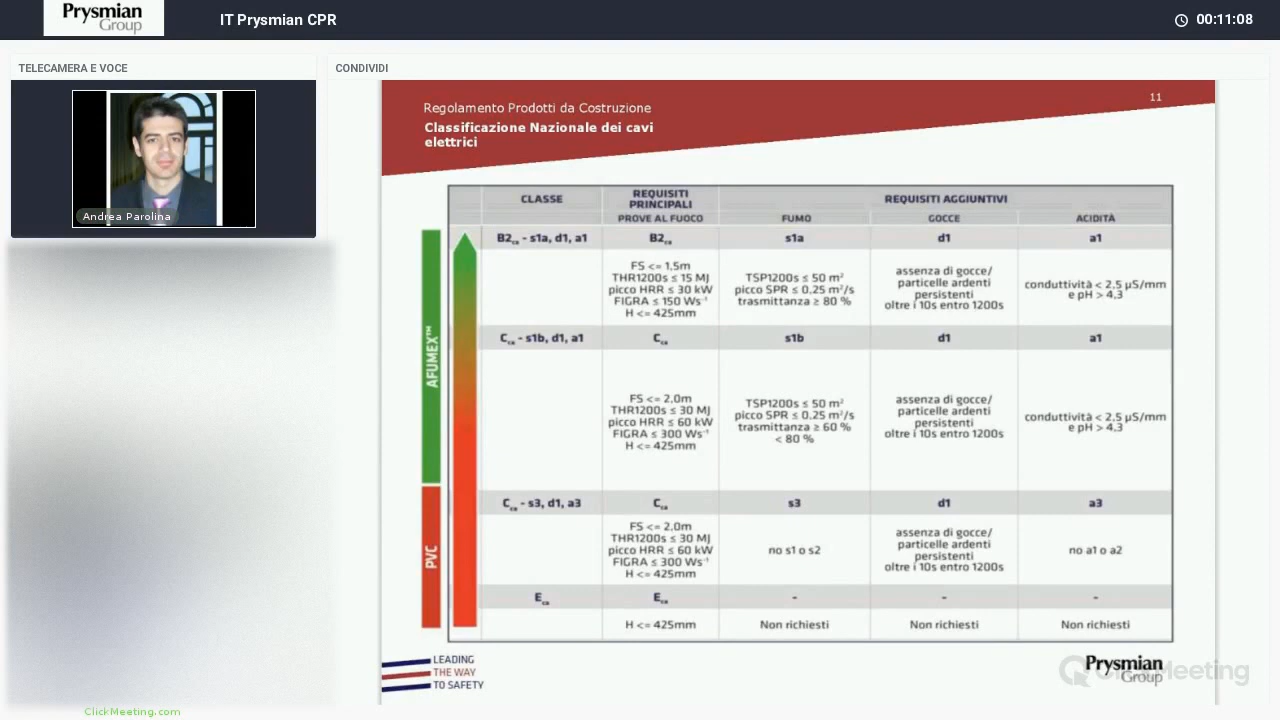 Prysmian
Group
IT Prysmian CPR
00:11:08
TELECAMERA E VOCE
CONDIVIDI
Andrea Parolina
Regolamento Prodotti da Costruzione
11
Classificazione Nazionale dei cavi
elettrici
CLASSE
REQUISITI
PRINCIPALI
REQUISITI AGGIUNTIVI
PROVE AL FUOCO
FUMO
GOCCE
ACIDITÀ
B2ca - s1a, d1, a1
B2ca
s1a
d1
a1
FS <= 1,5m
THR1200s ≤ 15 MJ
picco HRR ≤ 30 kW
FIGRA ≤ 150 Ws⁻¹
H <= 425mm
TSP1200s ≤ 50 m²
picco SPR ≤ 0,25 m²/s
trasmittanza ≥ 80 %
assenza di gocce/
particelle ardenti
persistenti
oltre i 10s entro 1200s
conduttività < 2,5 µS/mm
e pH > 4,3
Cca - s1b, d1, a1
Cca
s1b
d1
a1
FS <= 2,0m
THR1200s ≤ 30 MJ
picco HRR ≤ 60 kW
FIGRA ≤ 300 Ws⁻¹
H <= 425mm
TSP1200s ≤ 50 m²
picco SPR ≤ 0,25 m²/s
trasmittanza ≥ 60 %
< 80 %
assenza di gocce/
particelle ardenti
persistenti
oltre i 10s entro 1200s
conduttività < 2,5 µS/mm
e pH > 4,3
AFUMEX™
Cca - s3, d1, a3
Cca
s3
d1
a3
FS <= 2,0m
THR1200s ≤ 30 MJ
picco HRR ≤ 60 kW
FIGRA ≤ 300 Ws⁻¹
H <= 425mm
no s1 o s2
assenza di gocce/
particelle ardenti
persistenti
oltre i 10s entro 1200s
no a1 o a2
PVC
Eca
Eca
-
-
-
H <= 425mm
Non richiesti
Non richiesti
Non richiesti
LEADING
THE WAY
TO SAFETY
Prysmian
Group
ClickMeeting
ClickMeeting.com